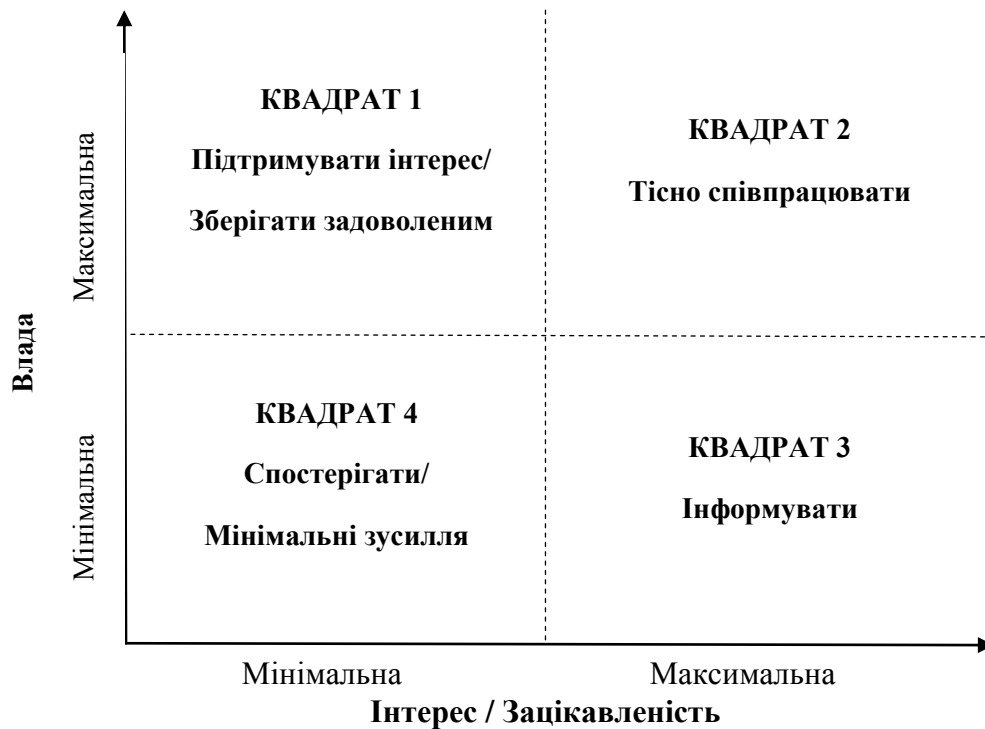 КВАДРАТ 1
Підтримувати інтерес/
Зберігати задоволеним
КВАДРАТ 2
Тісно співпрацювати
Максимальна
Влада
КВАДРАТ 4
Спостерігати/
Мінімальні зусилля
КВАДРАТ 3
Інформувати
Мінімальна
Мінімальна
Максимальна
Інтерес / Зацікавленість